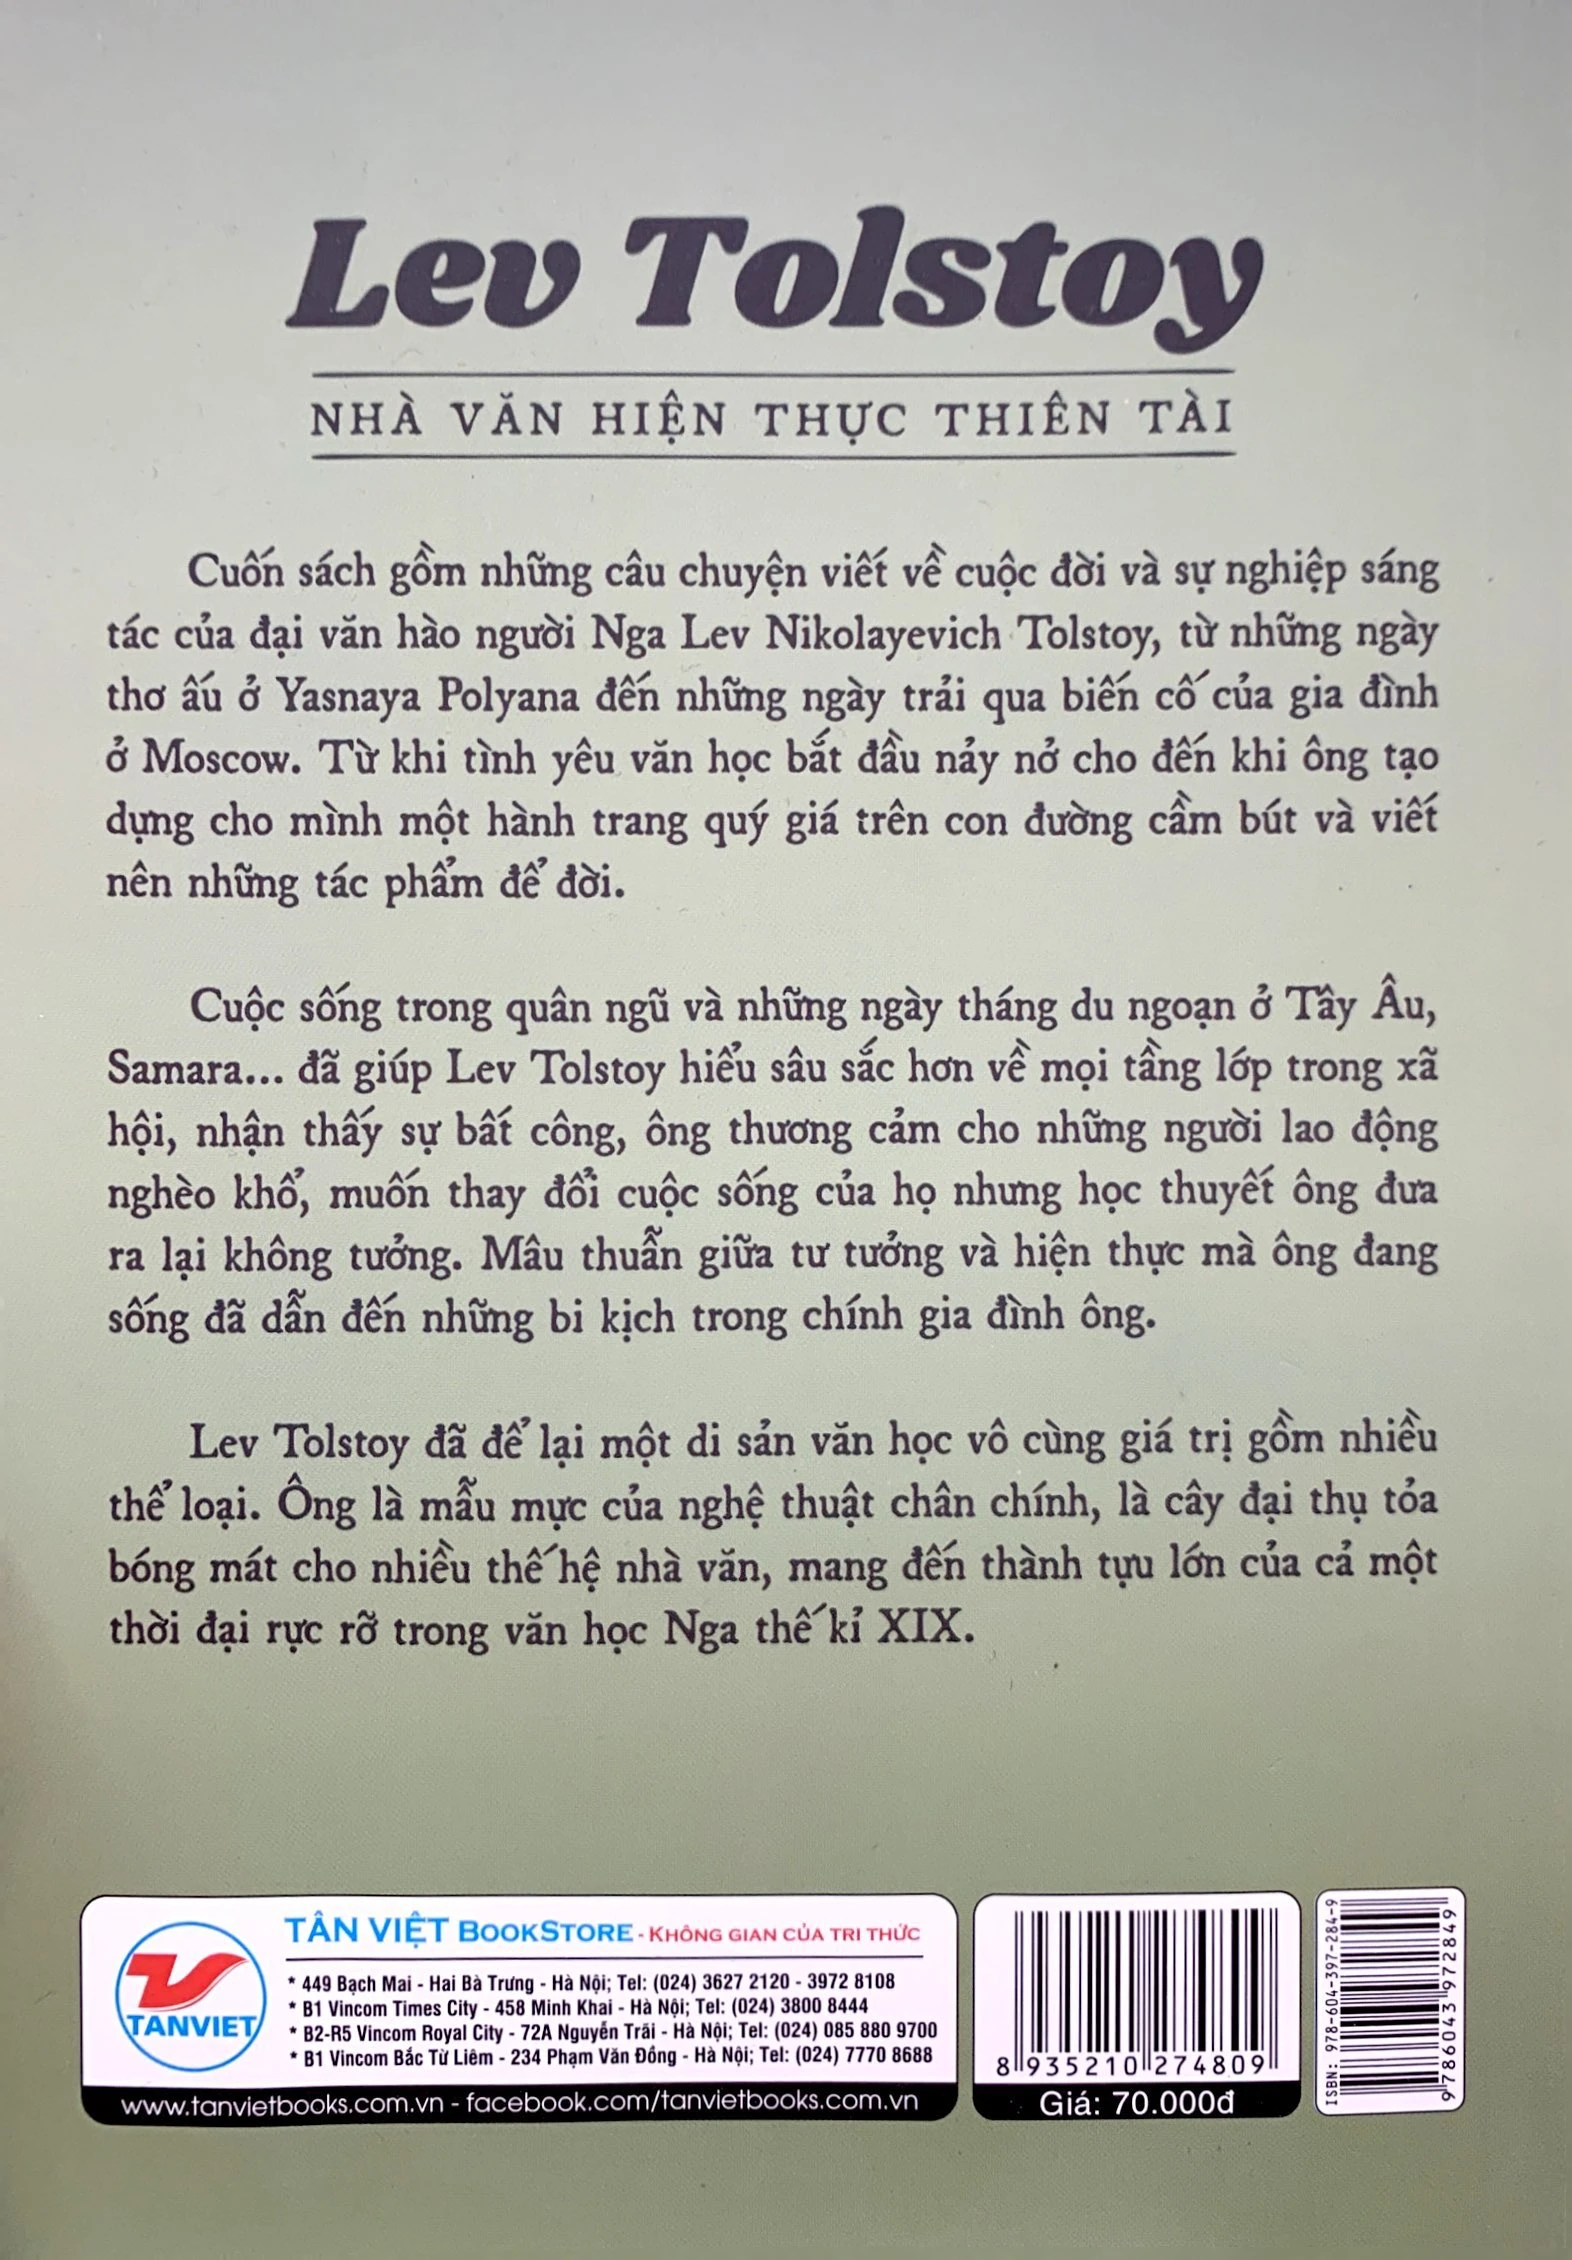 Lev Tolstoy
NHÀ VĂN HIỆN THỰC THIÊN TÀI
Cuốn sách gồm những câu chuyện viết về cuộc đời và sự nghiệp sáng
tác của đại văn hào người Nga Lev Nikolayevich Tolstoy, từ những ngày
thơ ấu ở Yasnaya Polyana đến những ngày trải qua biến cố của gia đình
ở Moscow. Từ khi tình yêu văn học bắt đầu nảy nở cho đến khi ông tạo
dựng cho mình một hành trang quý giá trên con đường cầm bút và viết
nên những tác phẩm để đời.
Cuộc sống trong quân ngũ và những ngày tháng du ngoạn ở Tây Âu,
Samara... đã giúp Lev Tolstoy hiểu sâu sắc hơn về mọi tầng lớp trong xã
hội, nhận thấy sự bất công, ông thương cảm cho những người lao động
nghèo khổ, muốn thay đổi cuộc sống của họ nhưng học thuyết ông đưa
ra lại không tưởng. Mâu thuẫn giữa tư tưởng và hiện thực mà ông đang
sống đã dẫn đến những bi kịch trong chính gia đình ông.
Lev Tolstoy đã để lại một di sản văn học vô cùng giá trị gồm nhiều
thể loại. Ông là mẫu mực của nghệ thuật chân chính, là cây đại thụ tỏa
bóng mát cho nhiều thế hệ nhà văn, mang đến thành tựu lớn của cả một
thời đại rực rỡ trong văn học Nga thế kỉ XIX.
TANVIET
TÂN VIỆT BOOKSTORE - KHÔNG GIAN CỦA TRI THỨC
* 449 Bạch Mai - Hai Bà Trưng - Hà Nội; Tel: (024) 3627 2120 - 3972 8108
* B1 Vincom Times City - 458 Minh Khai - Hà Nội; Tel: (024) 3800 8444
* B2-R5 Vincom Royal City - 72A Nguyễn Trãi - Hà Nội; Tel: (024) 085 880 9700
* B1 Vincom Bắc Từ Liêm - 234 Phạm Văn Đồng - Hà Nội; Tel: (024) 7770 8688
www.tanvietbooks.com.vn - facebook.com/tanvietbooks.com.vn
8 935210 274809
Giá: 70.000đ
ISBN: 978-604-397-284-9
9 786043 972849